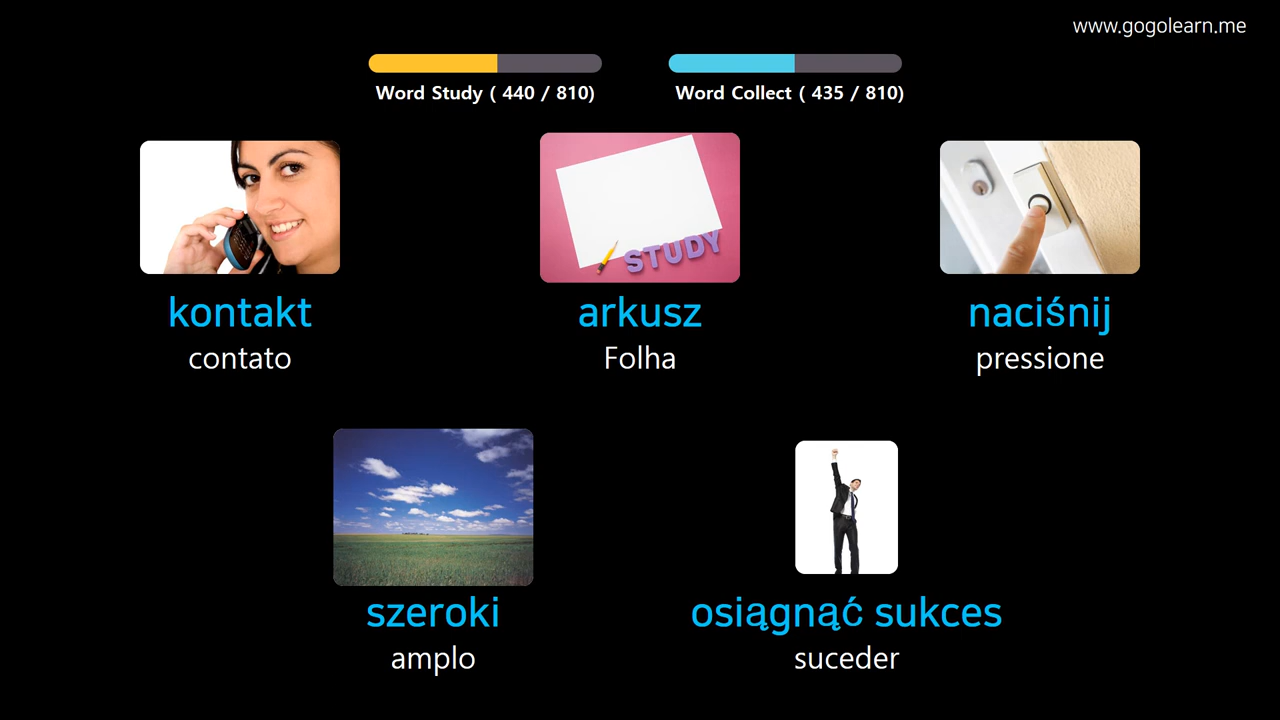 www.gogolearn.me
Word Study ( 440 / 810)
Word Collect ( 435 / 810)
STUDY
kontakt
contato
arkusz
Folha
naciśnij
pressione
szeroki
amplo
osiągnąć sukces
suceder